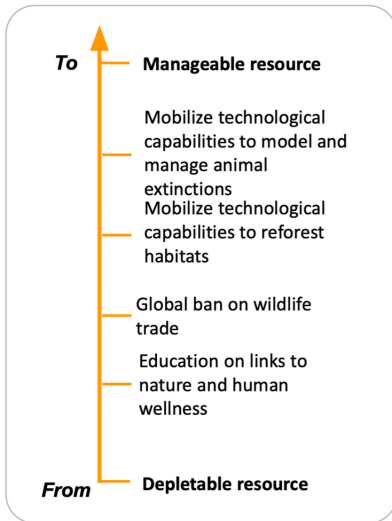 To
Manageable resource
Mobilize technological
capabilities to model and
manage animal
extinctions
Mobilize technological
capabilities to reforest
habitats
Global ban on wildlife
trade
Education on links to
nature and human
wellness
From
Depletable resource